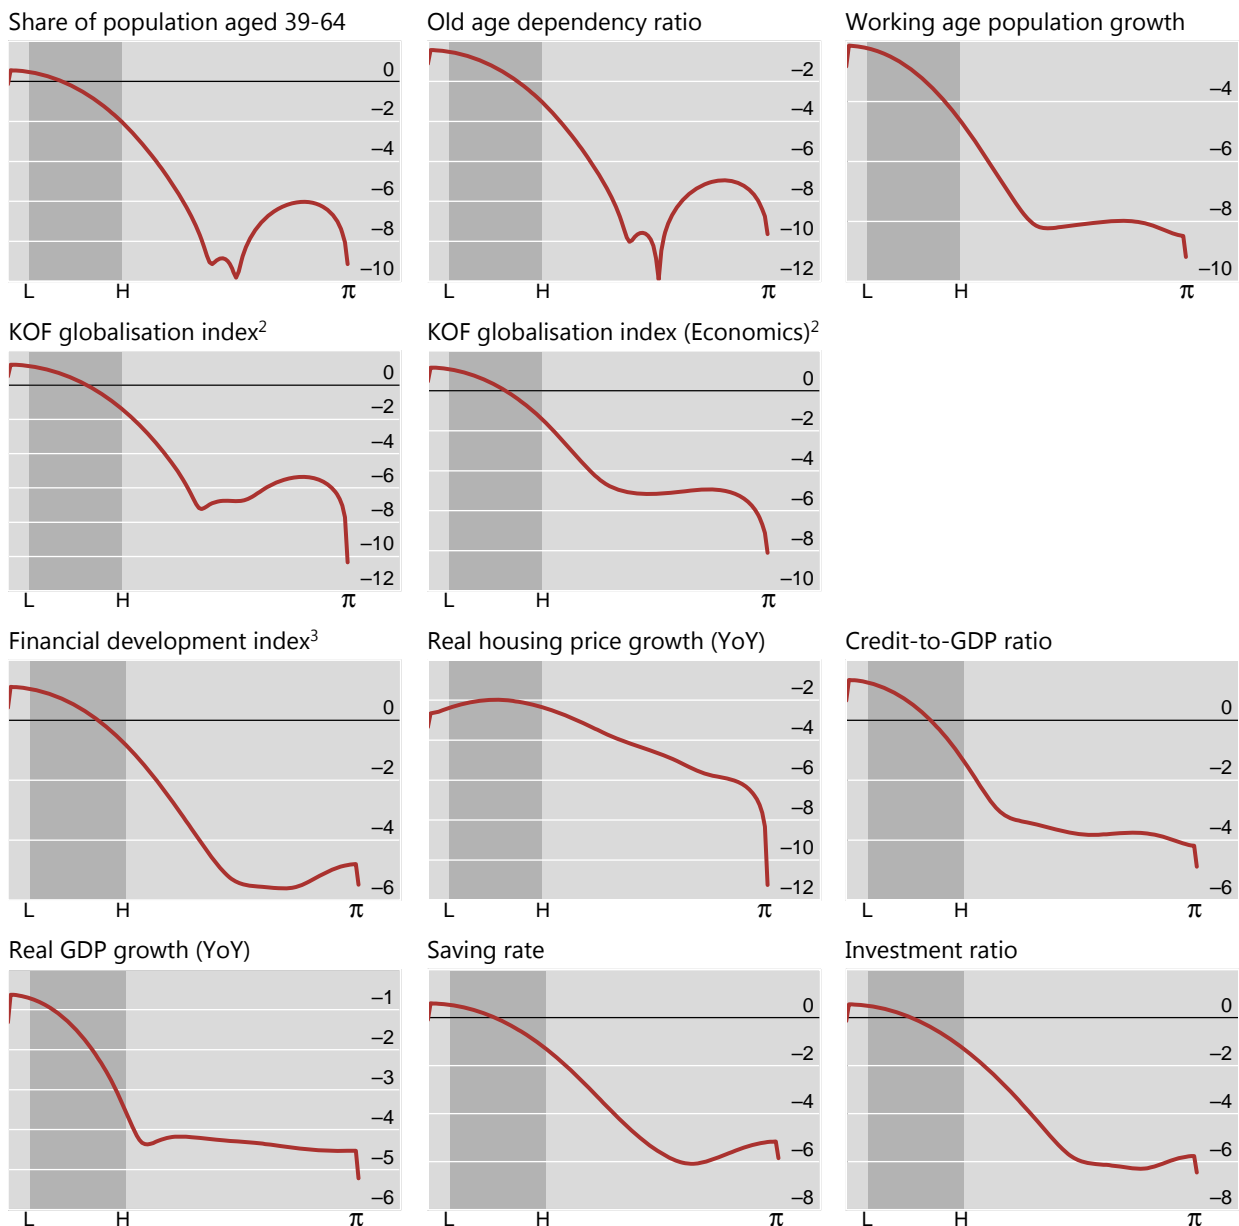 Share of population aged 39-64
Old age dependency ratio
Working age population growth
0
–2
–4
–6
–8
–10
L H π
–2
–4
–6
–8
–10
–12
L H π
–4
–6
–8
–10
L H π
KOF globalisation index²
KOF globalisation index (Economics)²
0
–2
–4
–6
–8
–10
–12
L H π
0
–2
–4
–6
–8
–10
L H π
Financial development index³
Real housing price growth (YoY)
Credit-to-GDP ratio
0
–2
–4
–6
L H π
–2
–4
–6
–8
–10
–12
L H π
0
–2
–4
–6
L H π
Real GDP growth (YoY)
Saving rate
Investment ratio
–1
–2
–3
–4
–5
–6
L H π
0
–2
–4
–6
–8
L H π
0
–2
–4
–6
–8
L H π